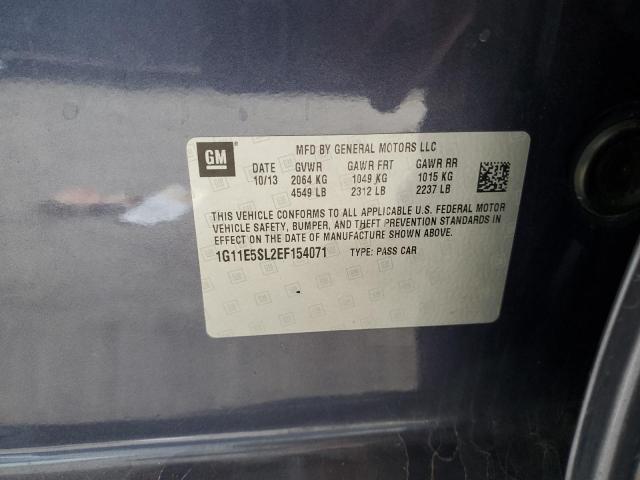 GM
MFD BY GENERAL MOTORS LLC
DATE GVWR GAWR FRT GAWR RR
10/13 2064 KG 1049 KG 1015 KG
4549 LB 2312 LB 2237 LB
THIS VEHICLE CONFORMS TO ALL APPLICABLE U.S. FEDERAL MOTOR
VEHICLE SAFETY, BUMPER, AND THEFT PREVENTION STANDARDS IN
EFFECT ON THE DATE OF MANUFACTURE SHOWN ABOVE.
1G11E5SL2EF154071 TYPE: PASS CAR